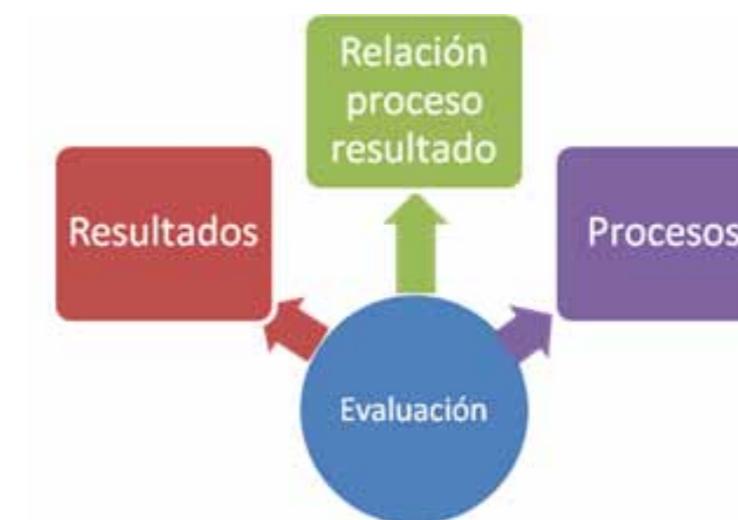 Relación
proceso
resultado
Resultados
Procesos
Evaluación